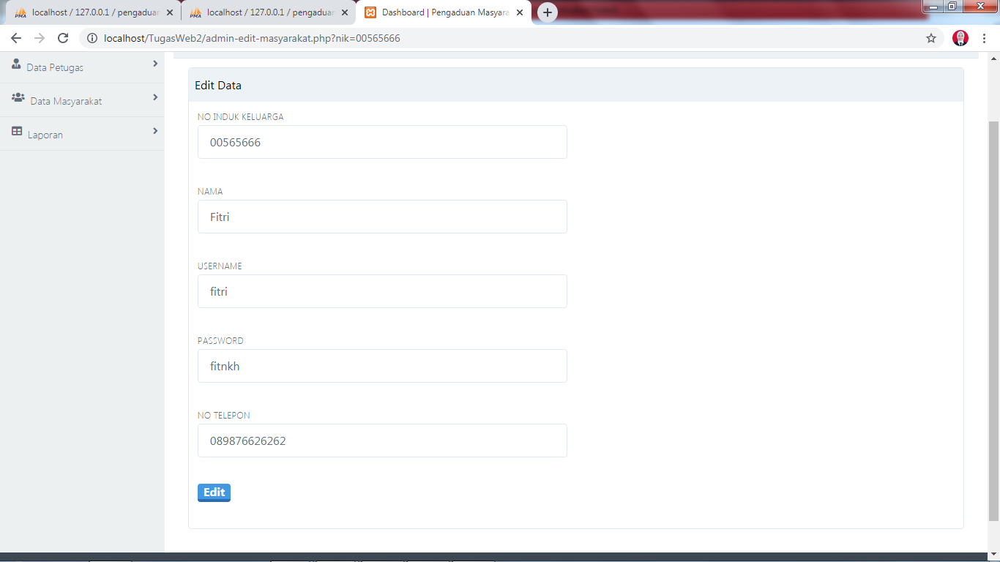 localhost / 127.0.0.1 / pengaduan
localhost / 127.0.0.1 / pengaduan
Dashboard | Pengaduan Masyara
localhost/TugasWeb2/admin-edit-masyarakat.php?nik=00565666
Data Petugas
Data Masyarakat
Laporan
Edit Data
NO INDUK KELUARGA
00565666
NAMA
Fitri
USERNAME
fitri
PASSWORD
fitnkh
NO TELEPON
089876626262
Edit